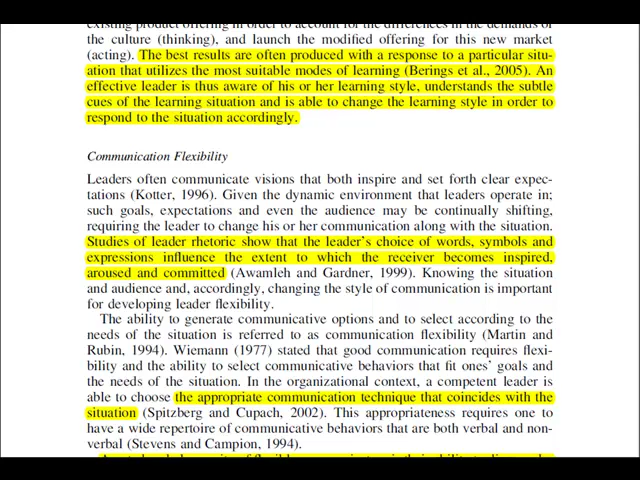 existing product offering in order to account for the differences in the demands of
the culture (thinking), and launch the modified offering for this new market
(acting). The best results are often produced with a response to a particular situ-
ation that utilizes the most suitable modes of learning (Berings et al., 2005). An
effective leader is thus aware of his or her learning style, understands the subtle
cues of the learning situation and is able to change the learning style in order to
respond to the situation accordingly.
Communication Flexibility
Leaders often communicate visions that both inspire and set forth clear expec-
tations (Kotter, 1996). Given the dynamic environment that leaders operate in;
such goals, expectations and even the audience may be continually shifting,
requiring the leader to change his or her communication along with the situation.
Studies of leader rhetoric show that the leader's choice of words, symbols and
expressions influence the extent to which the receiver becomes inspired,
aroused and committed (Awamleh and Gardner, 1999). Knowing the situation
and audience and, accordingly, changing the style of communication is important
for developing leader flexibility.
The ability to generate communicative options and to select according to the
needs of the situation is referred to as communication flexibility (Martin and
Rubin, 1994). Wiemann (1977) stated that good communication requires flexi-
bility and the ability to select communicative behaviors that fit ones' goals and
the needs of the situation. In the organizational context, a competent leader is
able to choose the appropriate communication technique that coincides with the
situation (Spitzberg and Cupach, 2002). This appropriateness requires one to
have a wide repertoire of communicative behaviors that are both verbal and non-
verbal (Stevens and Campion, 1994).